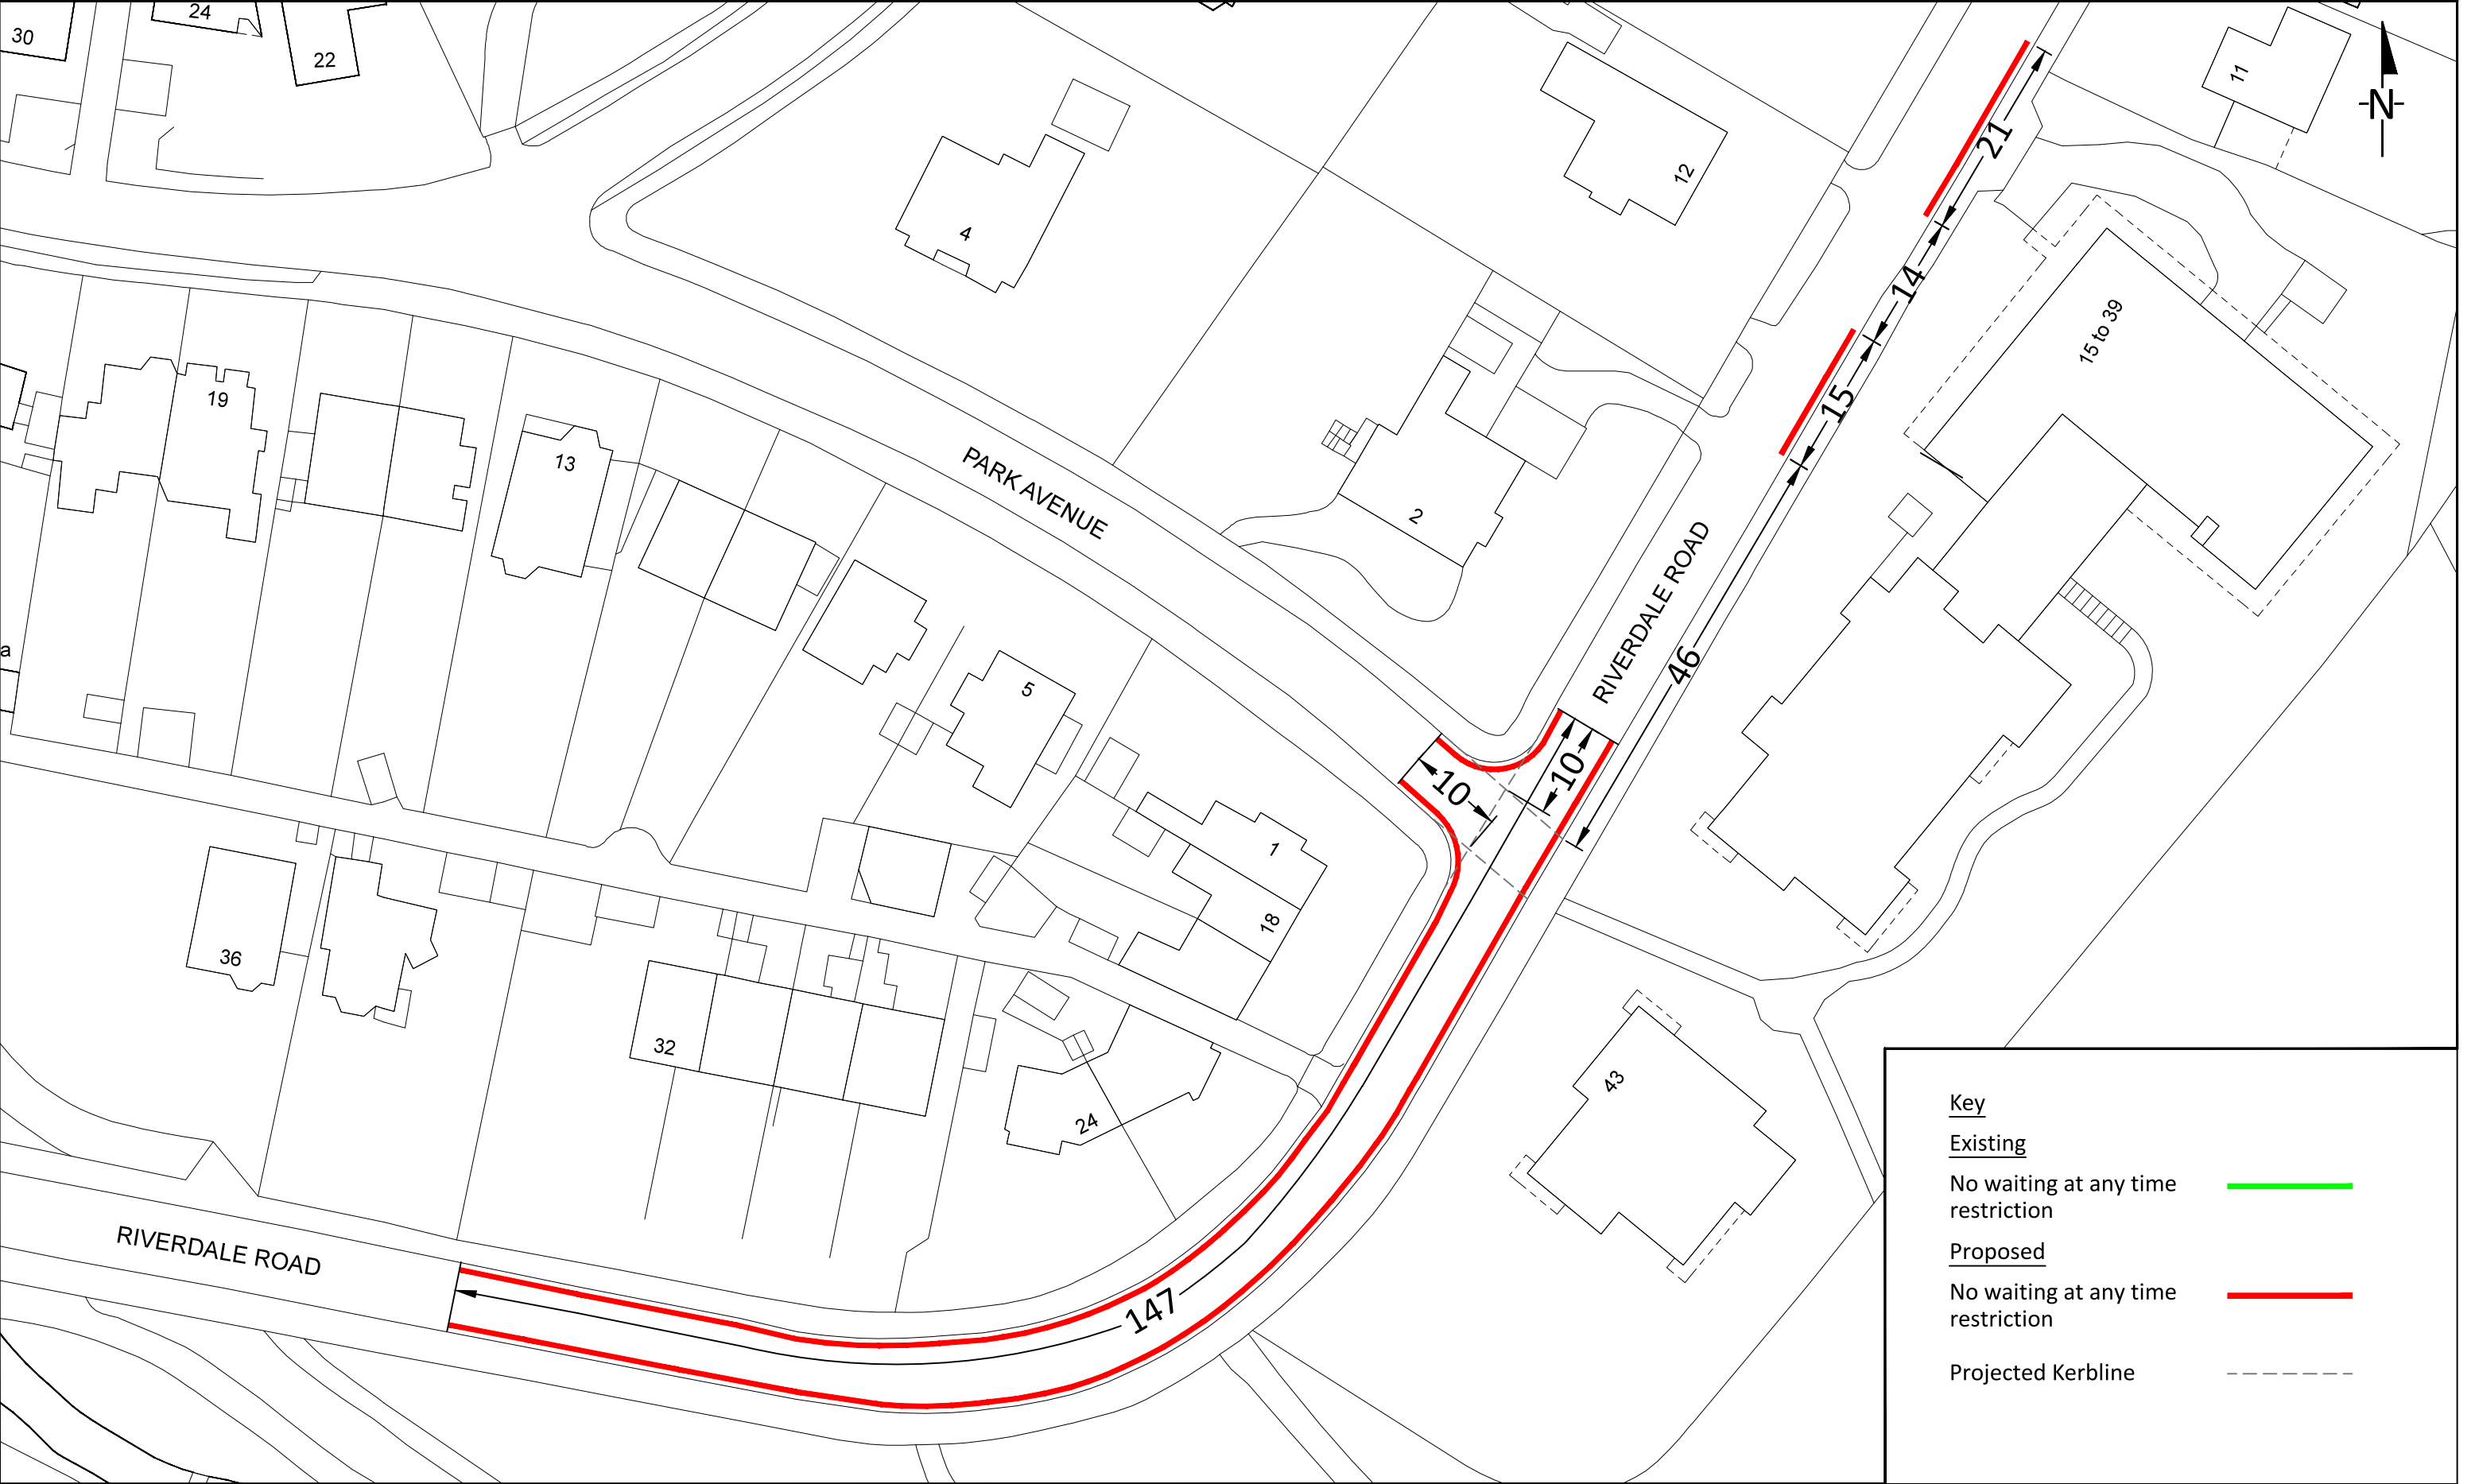 30
24
22
11
N
21
12
4
14
15 to 39
15
19
13
PARK AVENUE
2
RIVERDALE ROAD
46
a
5
10
10
1
18
36
32
24
43
RIVERDALE ROAD
147
Key
Existing
No waiting at any time
restriction
Proposed
No waiting at any time
restriction
Projected Kerbline